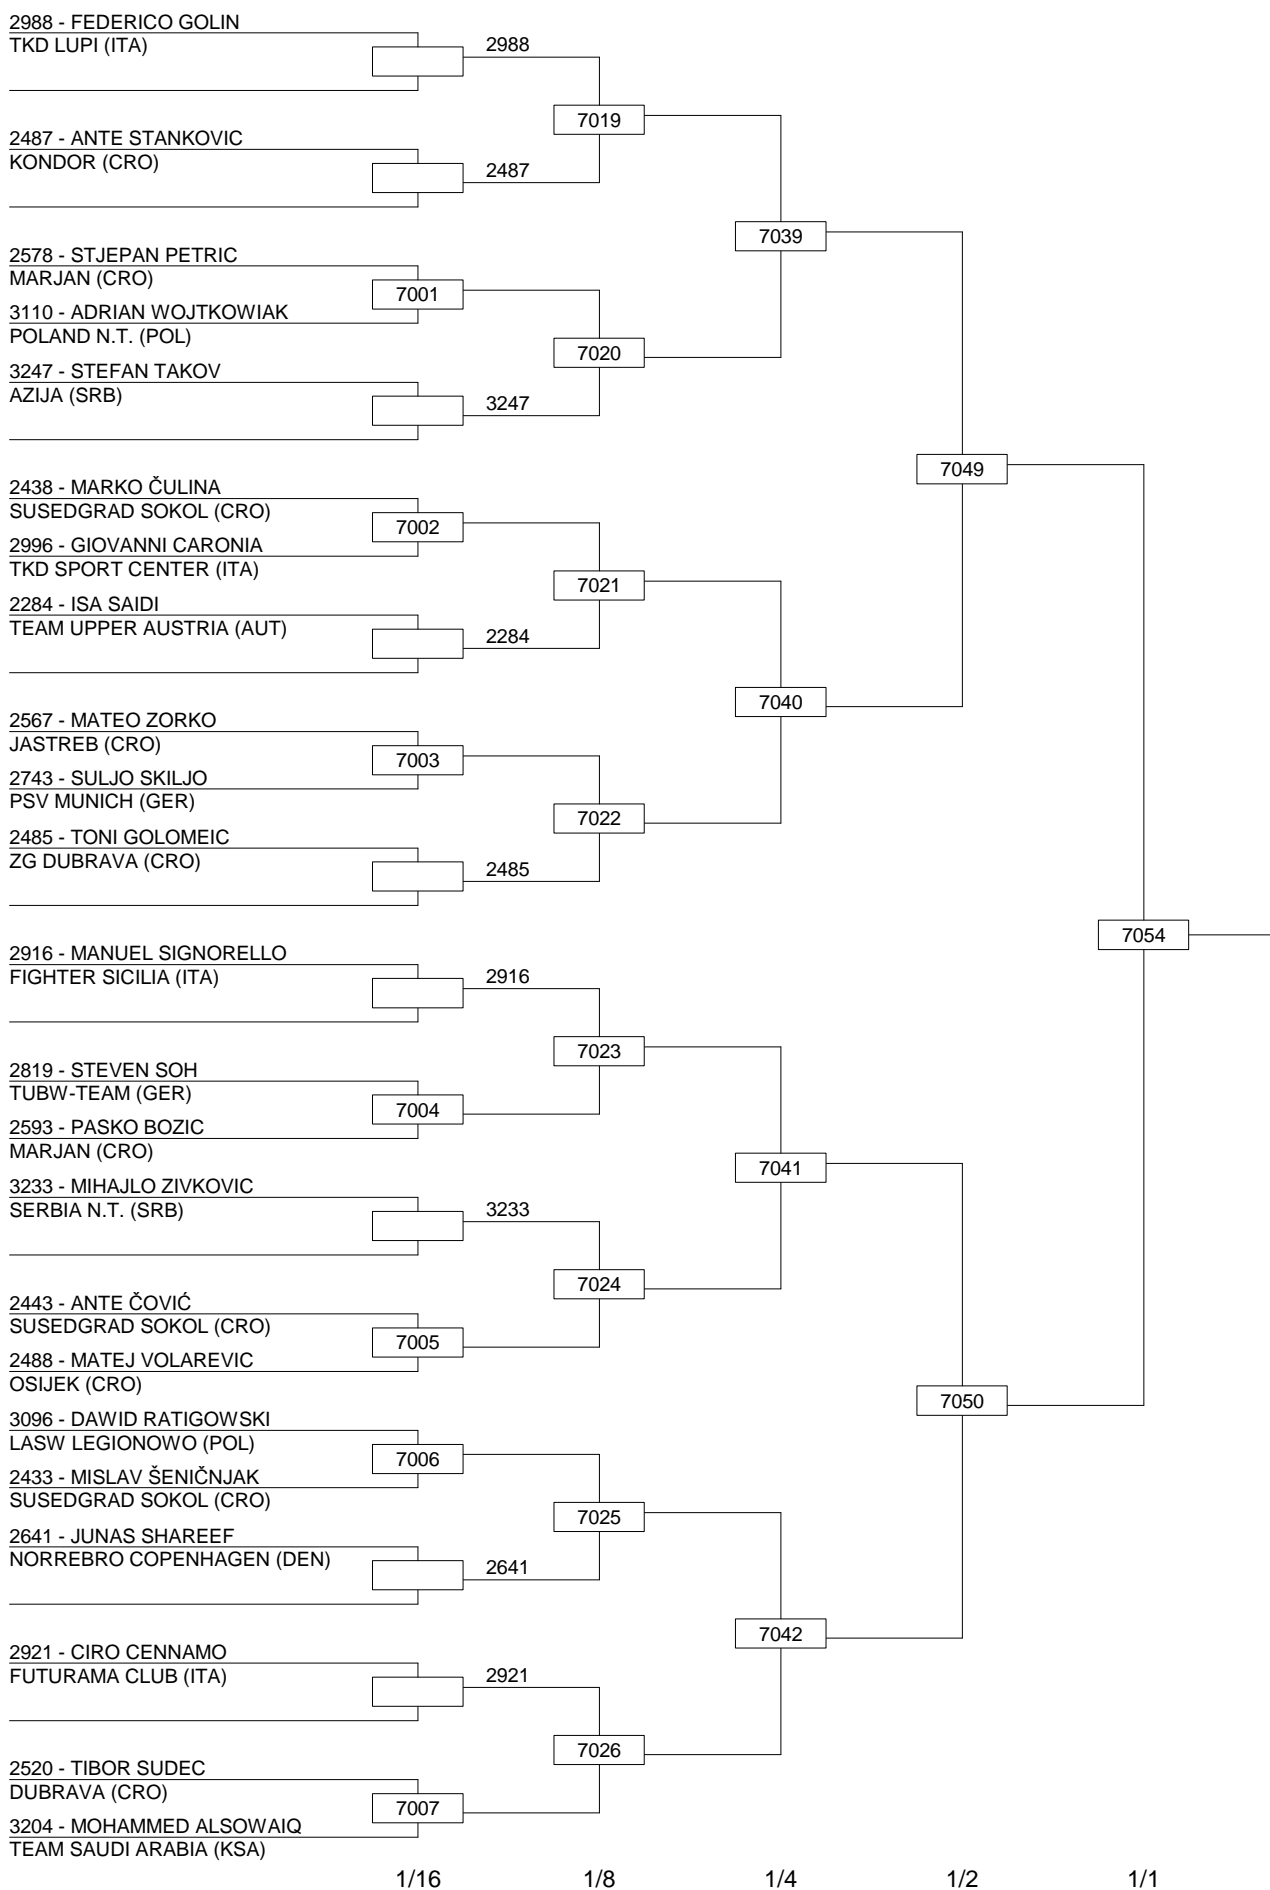 2988 - FEDERICO GOLIN
TKD LUPI (ITA)
2988
7019
2487 - ANTE STANKOVIC
KONDOR (CRO)
2487
7039
2578 - STJEPAN PETRIC
MARJAN (CRO)
7001
3110 - ADRIAN WOJTKOWIAK
POLAND N.T. (POL)
7020
3247 - STEFAN TAKOV
AZIJA (SRB)
3247
7049
2438 - MARKO ČULINA
SUSEDGRAD SOKOL (CRO)
7002
2996 - GIOVANNI CARONIA
TKD SPORT CENTER (ITA)
7021
2284 - ISA SAIDI
TEAM UPPER AUSTRIA (AUT)
2284
7040
2567 - MATEO ZORKO
JASTREB (CRO)
7003
2743 - SULJO SKILJO
PSV MUNICH (GER)
7022
2485 - TONI GOLOMEIC
ZG DUBRAVA (CRO)
2485
7054
2916 - MANUEL SIGNORELLO
FIGHTER SICILIA (ITA)
2916
7023
2819 - STEVEN SOH
TUBW-TEAM (GER)
7004
2593 - PASKO BOZIC
MARJAN (CRO)
7041
3233 - MIHAJLO ZIVKOVIC
SERBIA N.T. (SRB)
3233
7024
2443 - ANTE ČOVIĆ
SUSEDGRAD SOKOL (CRO)
7005
2488 - MATEJ VOLAREVIC
OSIJEK (CRO)
7050
3096 - DAWID RATIGOWSKI
LASW LEGIONOWO (POL)
7006
2433 - MISLAV ŠENIČNJAK
SUSEDGRAD SOKOL (CRO)
7025
2641 - JUNAS SHAREEF
NORREBRO COPENHAGEN (DEN)
2641
7042
2921 - CIRO CENNAMO
FUTURAMA CLUB (ITA)
2921
7026
2520 - TIBOR SUDEC
DUBRAVA (CRO)
7007
3204 - MOHAMMED ALSOWAIQ
TEAM SAUDI ARABIA (KSA)
1/16 1/8 1/4 1/2 1/1